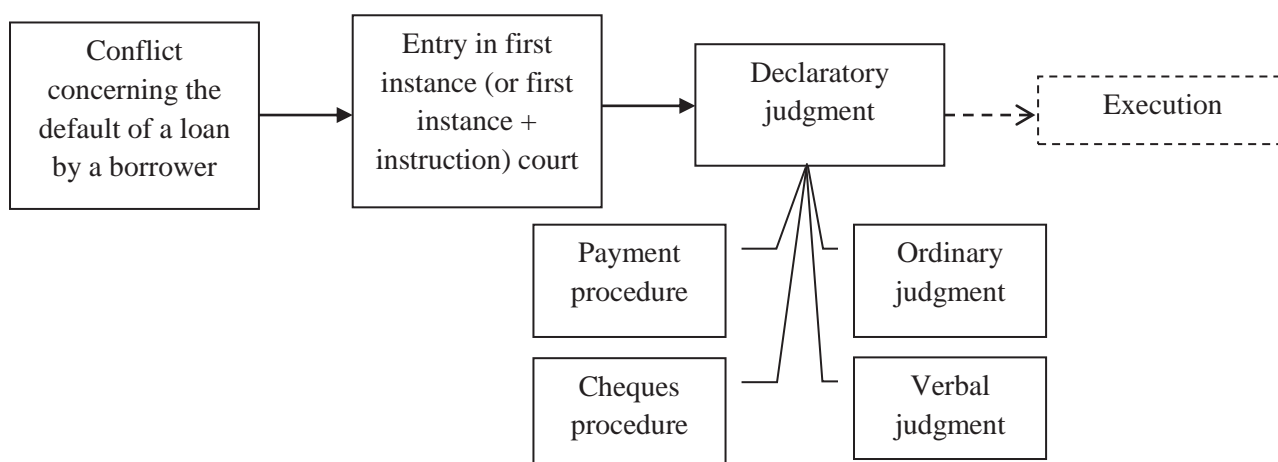 Conflict
concerning the
default of a loan
by a borrower
Entry in first
instance (or first
instance +
instruction) court
Declaratory
judgment
Execution
Payment
procedure
Ordinary
judgment
Cheques
procedure
Verbal
judgment